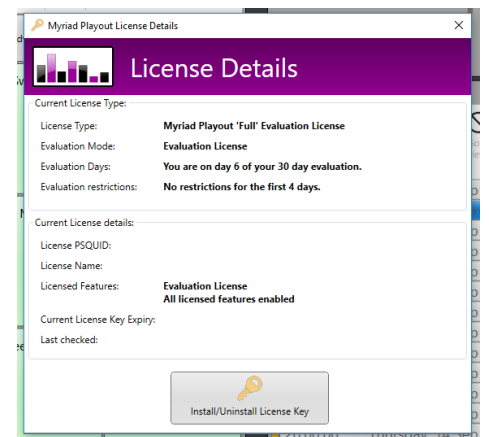 Myriad Playout License Details
License Details
Current License Type:
License Type: Myriad Playout 'Full' Evaluation License
Evaluation Mode: Evaluation License
Evaluation Days: You are on day 6 of your 30 day evaluation.
Evaluation restrictions: No restrictions for the first 4 days.
Current License details:
License PSQUID:
License Name:
Licensed Features: Evaluation License
All licensed features enabled
Current License Key Expiry:
Last checked:
Install/Uninstall License Key